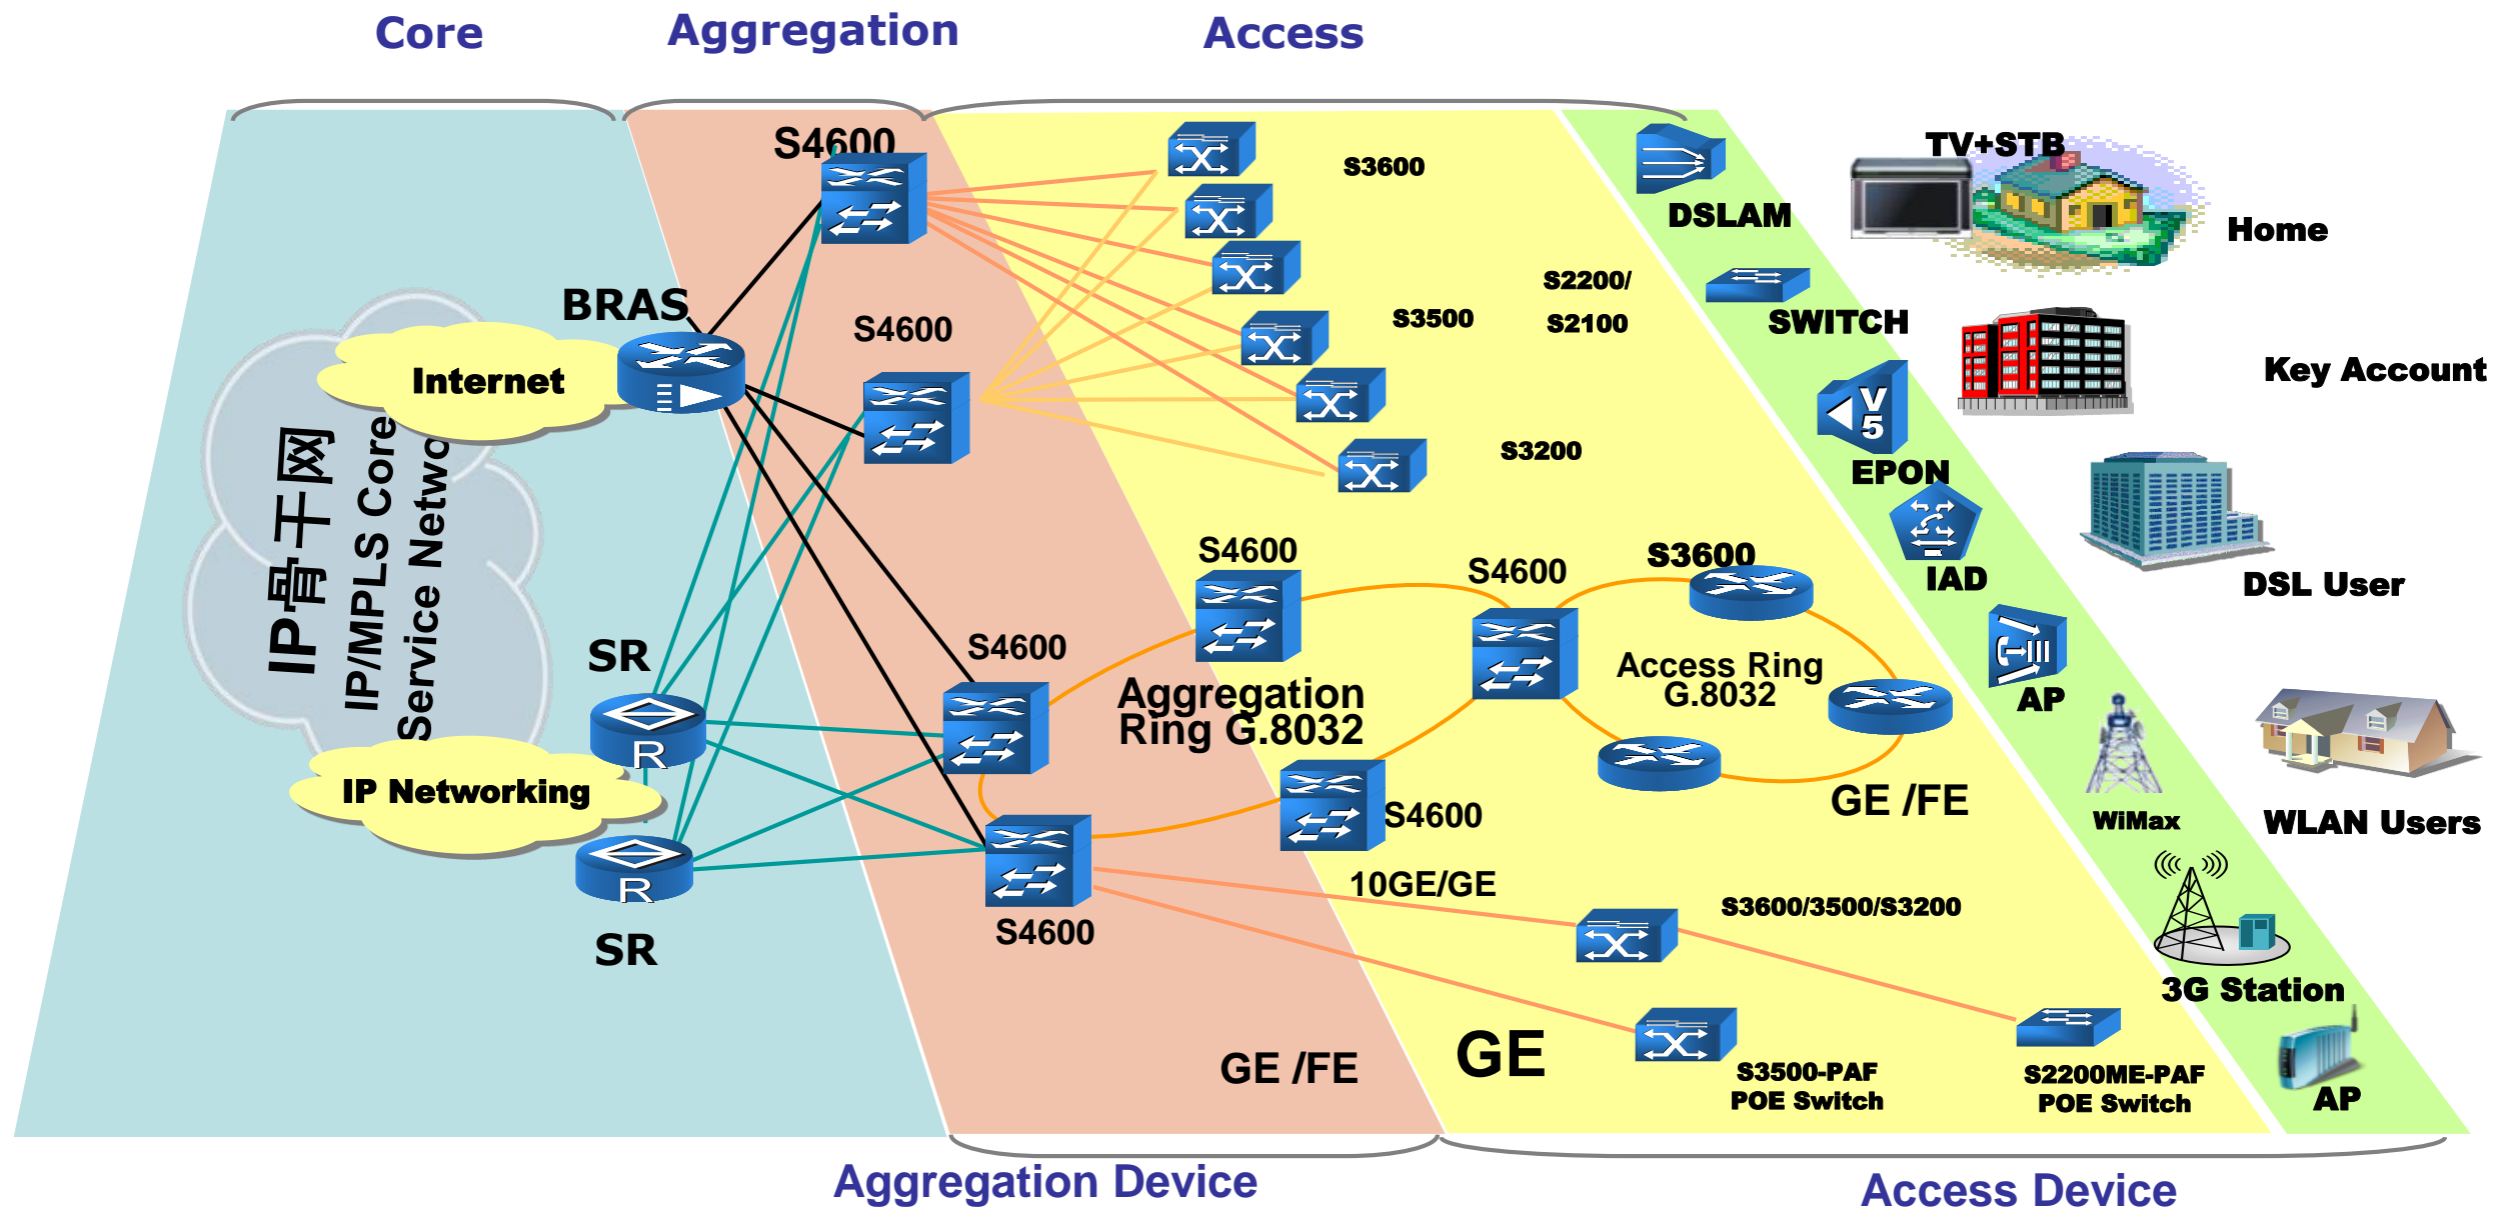 Core
Aggregation
Access
S4600
S3600
TV+STB
DSLAM
Home
S2200/
S2100
BRAS
S4600
S3500
SWITCH
Internet
Key Account
V5
S3200
EPON
IP骨干网
IP/MPLS Core
Service Netwo
S4600
S4600
S3600
IAD
DSL User
SR
S4600
Access Ring
G.8032
Aggregation
Ring G.8032
AP
R
IP Networking
S4600
GE /FE
WiMax
WLAN Users
R
10GE/GE
S3600/3500/S3200
S4600
SR
3G Station
GE /FE
GE
S3500-PAF
POE Switch
S2200ME-PAF
POE Switch
AP
Aggregation Device
Access Device